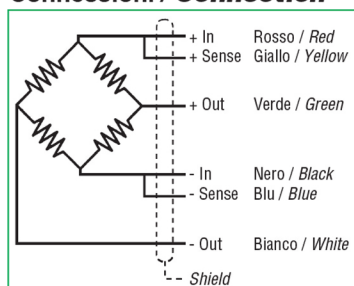 Connessioni / Connection
+ In Rosso / Red
+ Sense Giallo / Yellow
+ Out Verde / Green
- In Nero / Black
- Sense Blu / Blue
- Out Bianco / White
Shield